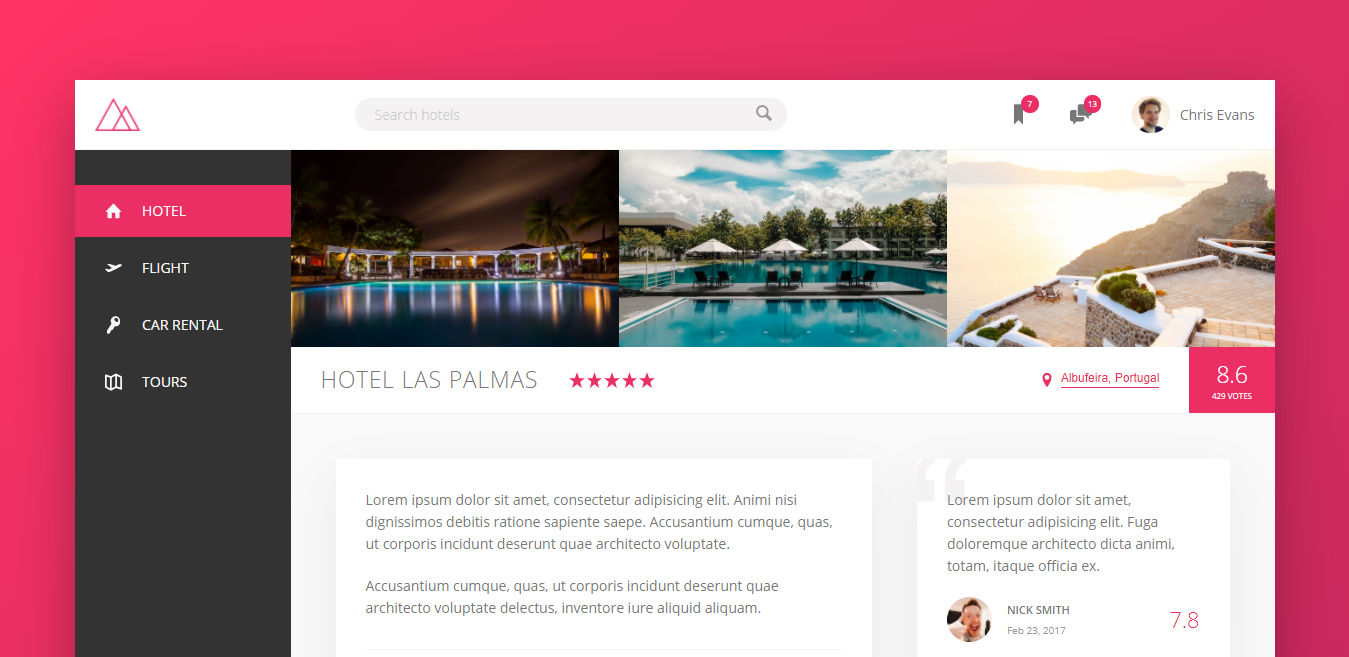 Search hotels
7
13
Chris Evans
HOTEL
FLIGHT
CAR RENTAL
TOURS
HOTEL LAS PALMAS
Albufeira, Portugal
8.6
429 VOTES
Lorem ipsum dolor sit amet, consectetur adipisicing elit. Animi nisi
dignissimos debitis ratione sapiente saepe. Accusantium cumque, quas,
ut corporis incidunt deserunt quae architecto voluptate.
Accusantium cumque, quas, ut corporis incidunt deserunt quae
architecto voluptate delectus, inventore iure aliquid aliquam.
“
Lorem ipsum dolor sit amet,
consectetur adipisicing elit. Fuga
doloremque architecto dicta animi,
totam, itaque officia ex.
NICK SMITH
Feb 23, 2017
7.8